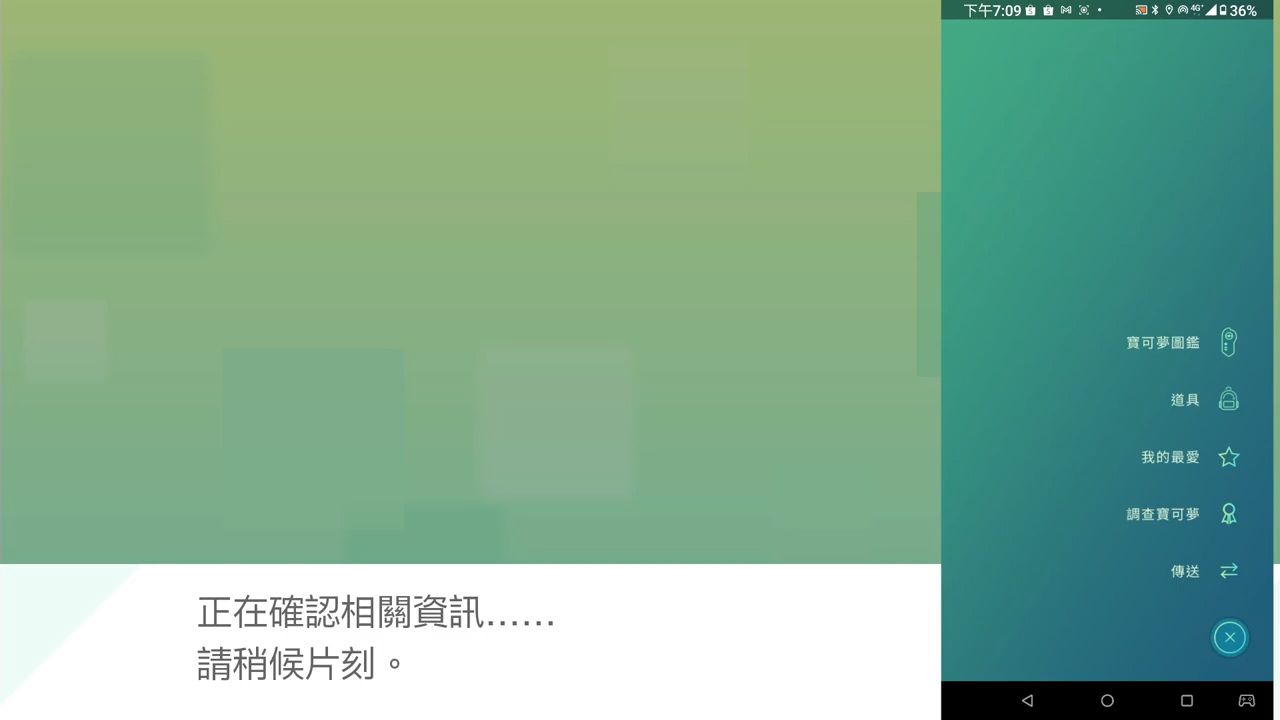 正在確認相關資訊……
請稍候片刻。
下午7:09
4G+
36%
寶可夢圖鑑
道具
我的最愛
調查寶可夢
傳送